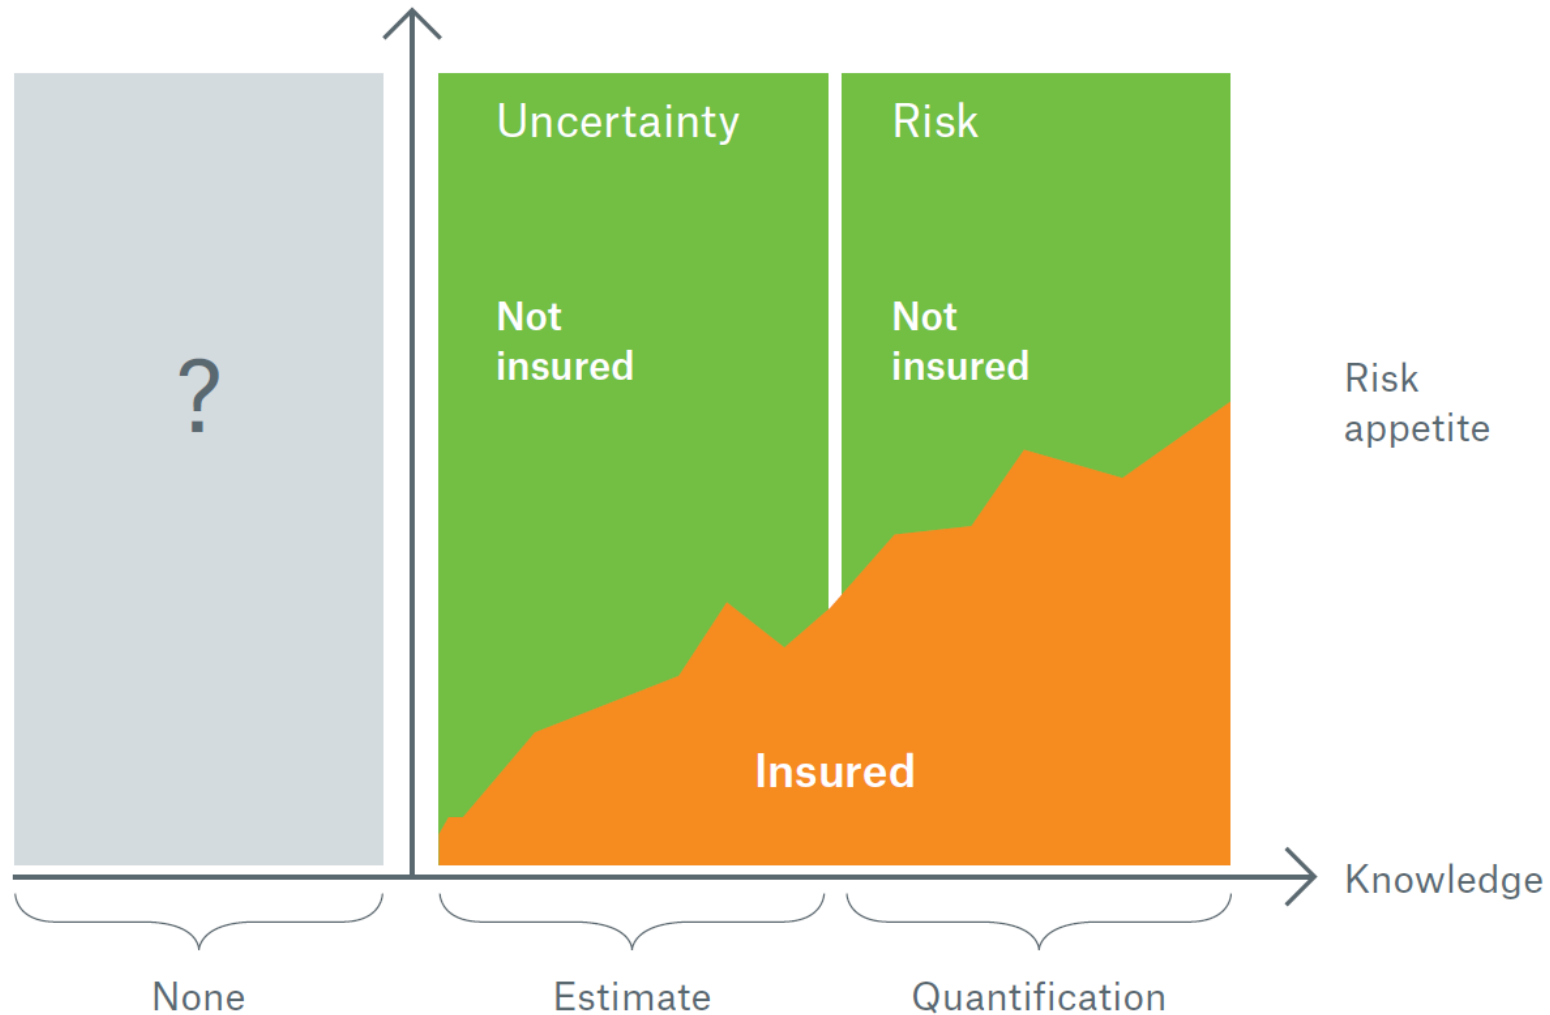 Uncertainty
Risk
Not
insured
Not
insured
?
Risk
appetite
Insured
Knowledge
None
Estimate
Quantification